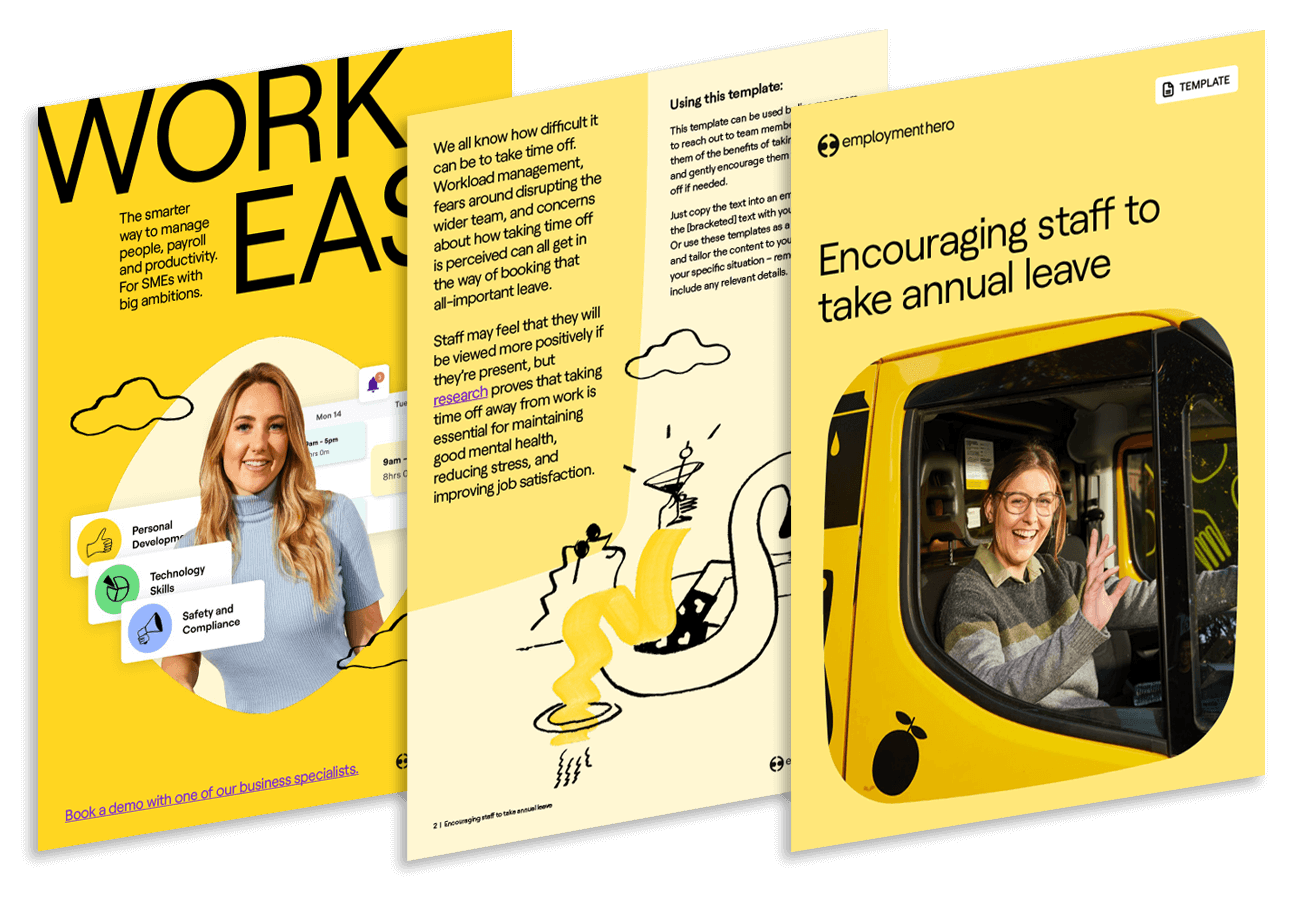 WORK
EAS
The smarter
way to manage
people, payroll
and productivity.
For SMEs with
big ambitions.
Mon 14
Tue
9am - 5pm
hrs 0m
9am –
8hrs
Personal
Developme
Technology
Skills
Safety and
Compliance
Book a demo with one of our business specialists.
We all know how difficult it
can be to take time off.
Workload management,
fears around disrupting the
wider team, and concerns
about how taking time off
is perceived can all get in
the way of booking that
all-important leave.
Staff may feel that they will
be viewed more positively if
they're present, but
research proves that taking
time off away from work is
essential for maintaining
good mental health,
reducing stress, and
improving job satisfaction.
Using this template:
This template can be used
to reach out to team
them of the benefits of
and gently encourage them
off if needed.
Just copy the text into an
the [bracketed] text with
Or use these templates as a
and tailor the content to
your specific situation –
include any relevant details.
2 | Encouraging staff to take annual leave
TEMPLATE
employmenthero
Encouraging staff to
take annual leave